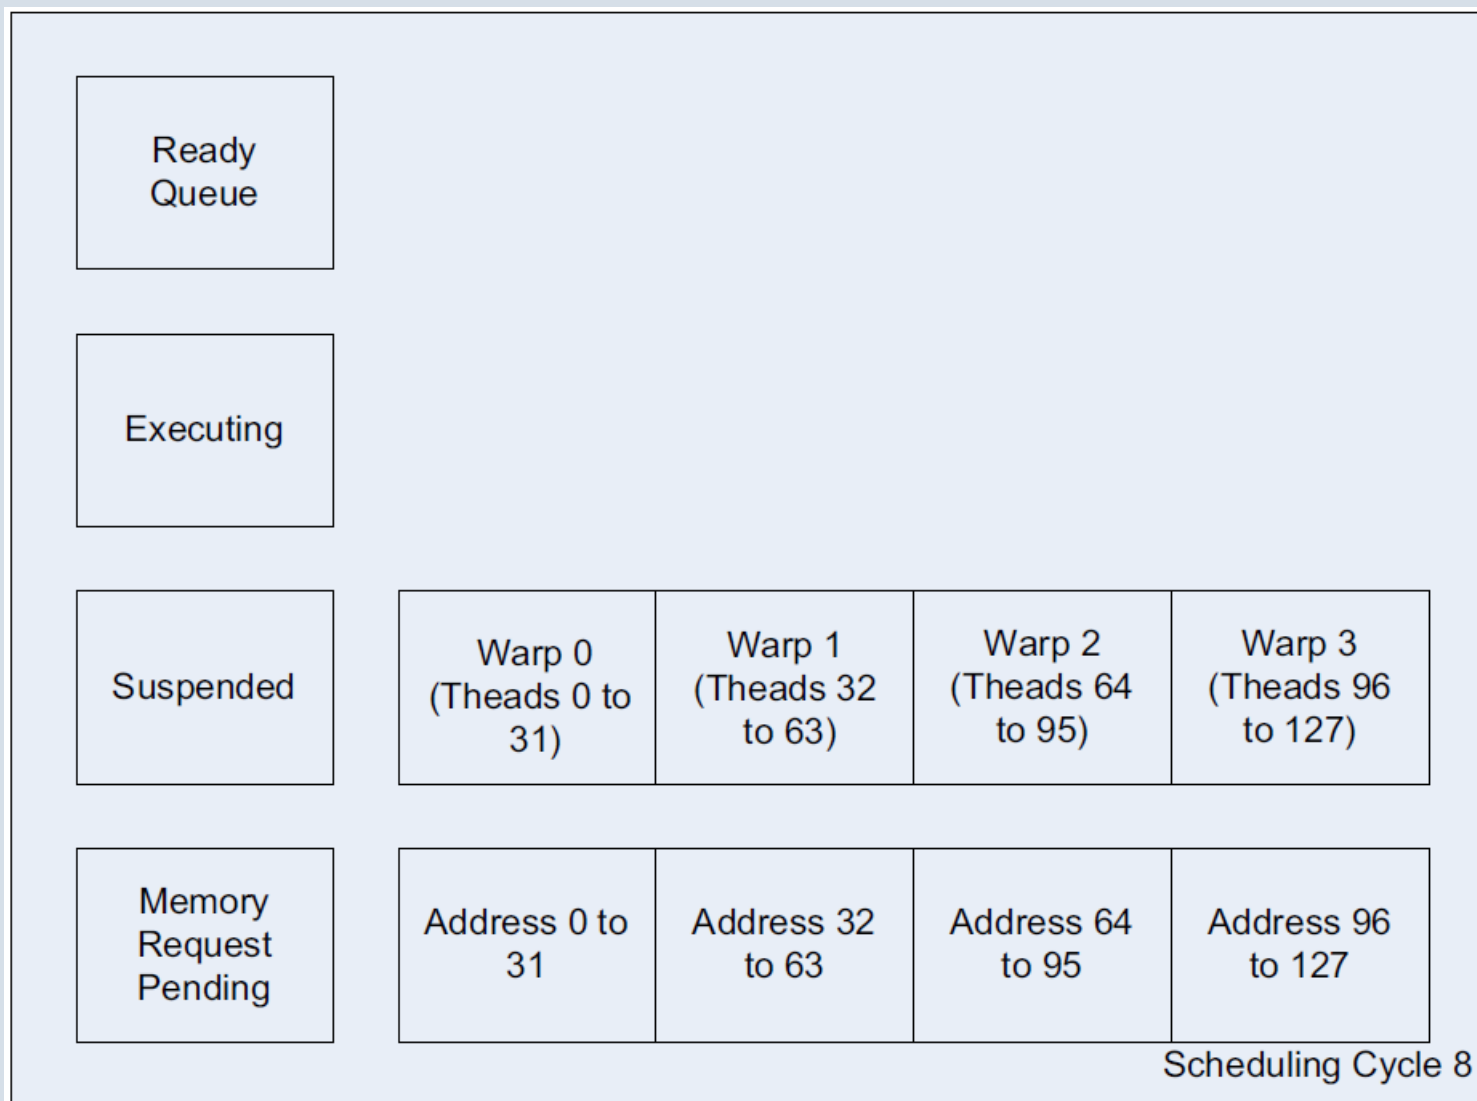 Ready
Queue
Executing
Suspended
Warp 0
(Theads 0 to
31)
Warp 1
(Theads 32
to 63)
Warp 2
(Theads 64
to 95)
Warp 3
(Theads 96
to 127)
Memory
Request
Pending
Address 0 to
31
Address 32
to 63
Address 64
to 95
Address 96
to 127
Scheduling Cycle 8